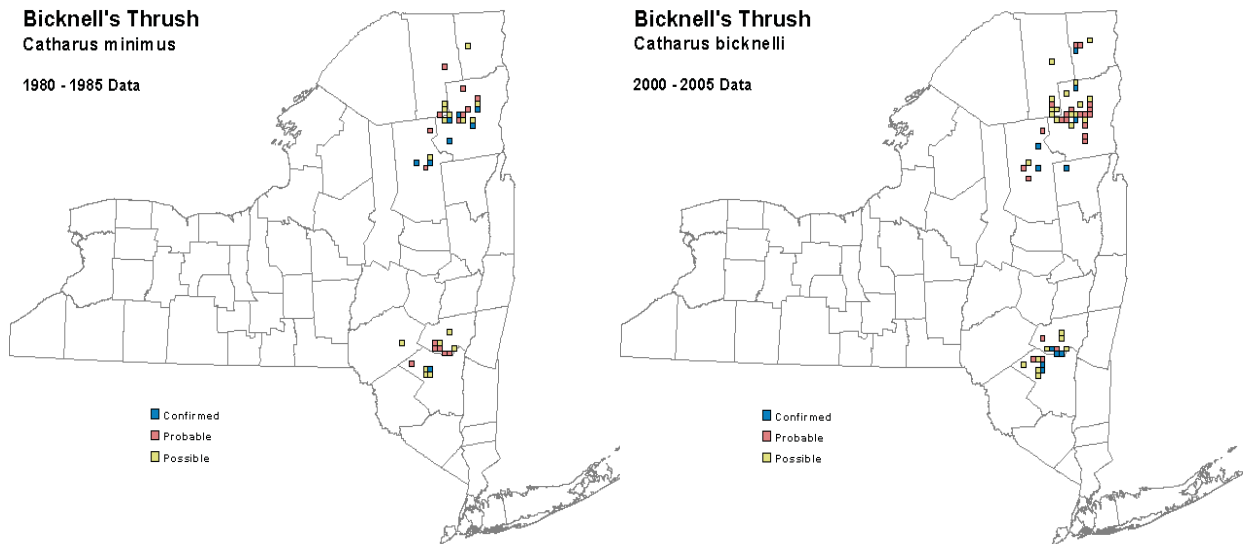 Bicknell's Thrush
Catharus minimus
1980 - 1985 Data
Confirmed
Probable
Possible
Bicknell's Thrush
Catharus bicknelli
2000 - 2005 Data
Confirmed
Probable
Possible